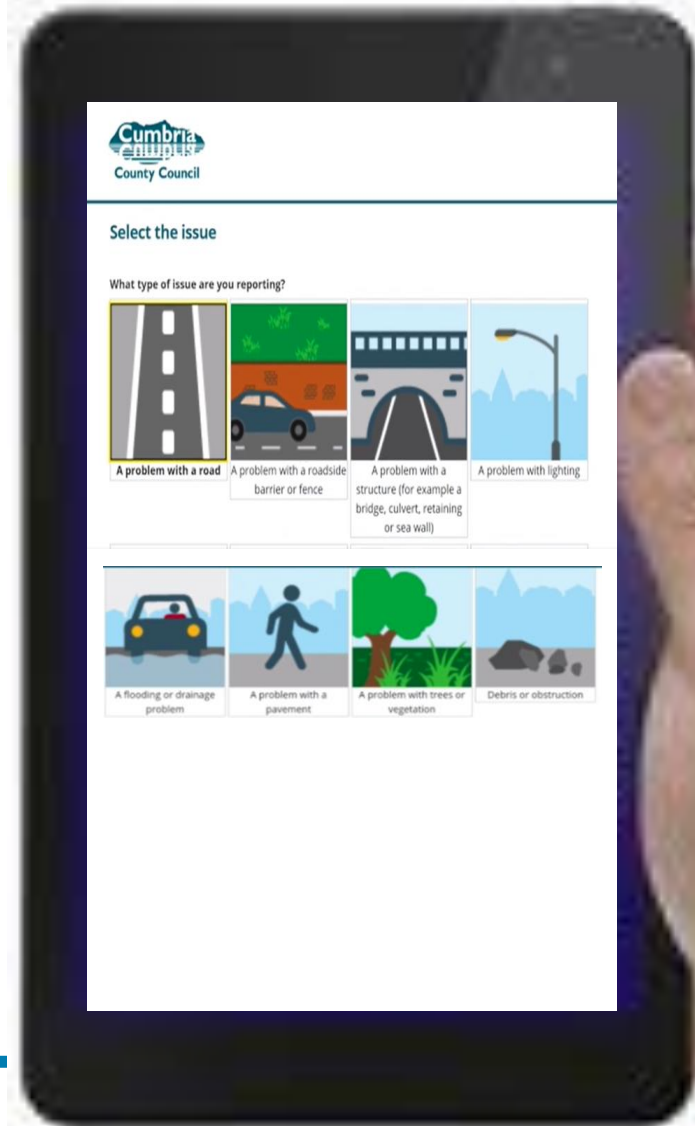 Cumbria
County Council
Select the issue
What type of issue are you reporting?
A problem with a road
A problem with a roadside
barrier or fence
A problem with a
structure (for example a
bridge, culvert, retaining
or sea wall)
A problem with lighting
A flooding or drainage
problem
A problem with a
pavement
A problem with trees or
vegetation
Debris or obstruction